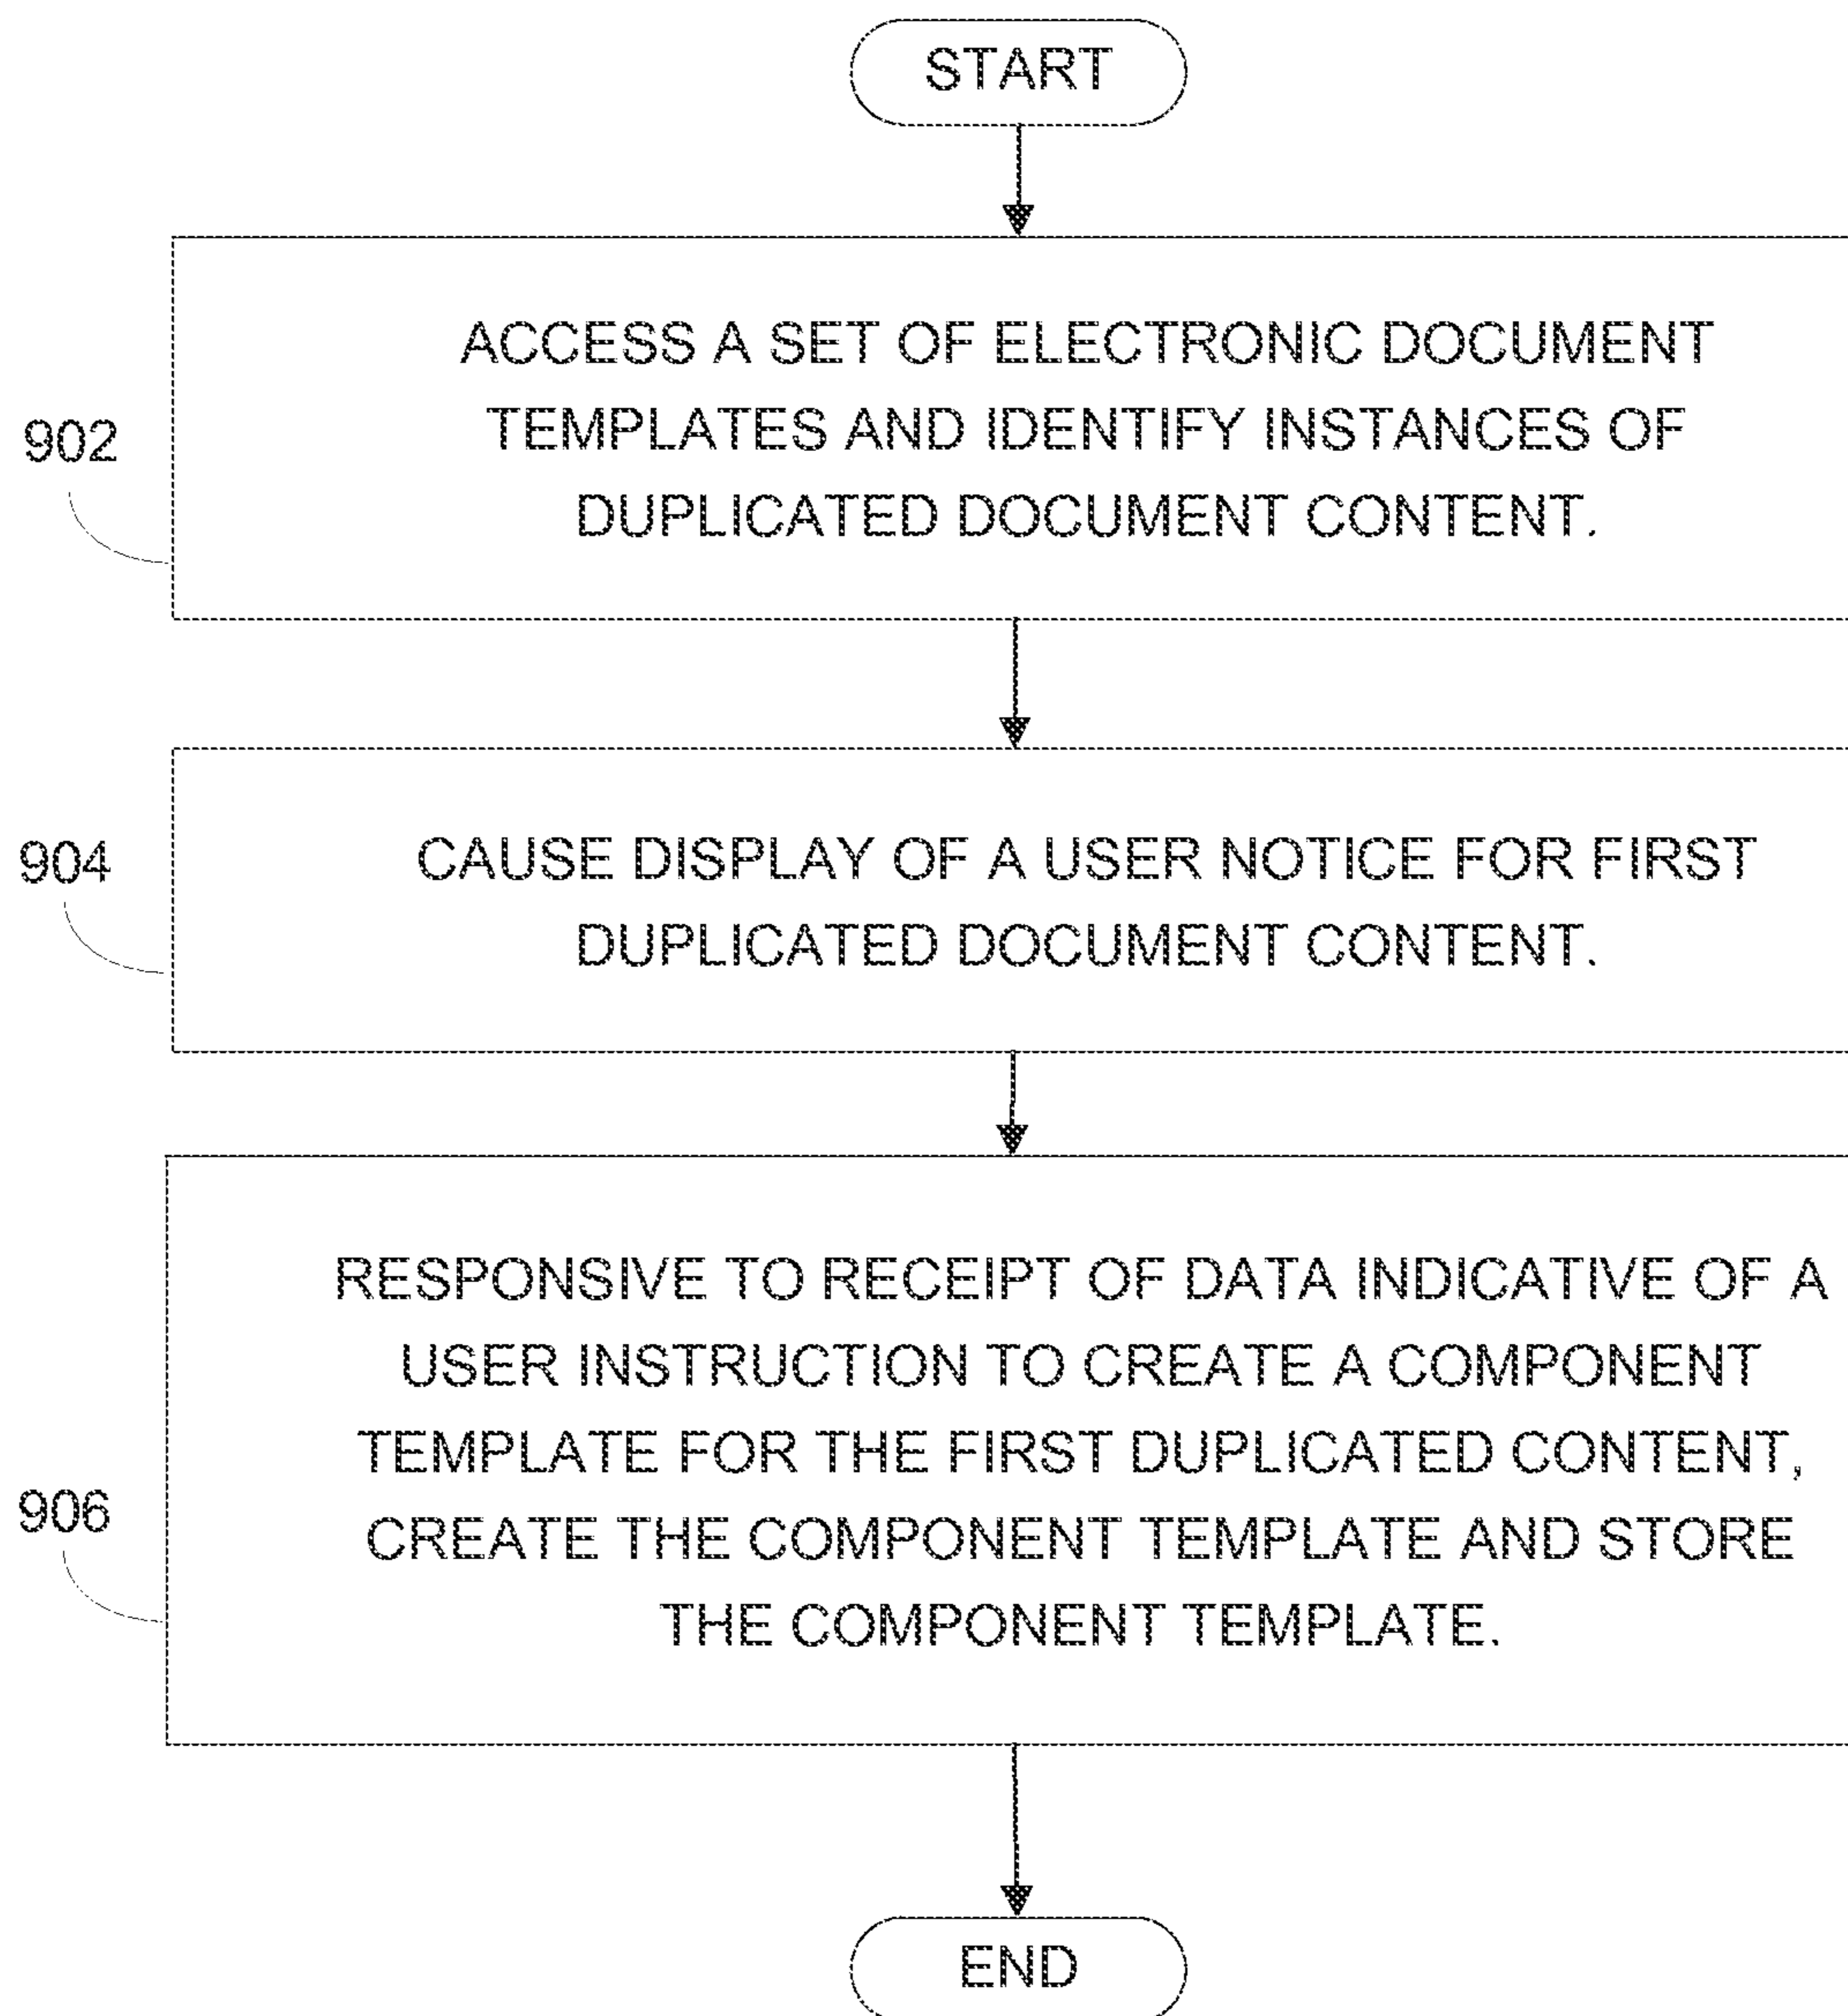 START
ACCESS A SET OF ELECTRONIC DOCUMENT
TEMPLATES AND IDENTIFY INSTANCES OF
DUPLICATED DOCUMENT CONTENT.
902
CAUSE DISPLAY OF A USER NOTICE FOR FIRST
DUPLICATED DOCUMENT CONTENT.
904
RESPONSIVE TO RECEIPT OF DATA INDICATIVE OF A
USER INSTRUCTION TO CREATE A COMPONENT
TEMPLATE FOR THE FIRST DUPLICATED CONTENT,
CREATE THE COMPONENT TEMPLATE AND STORE
THE COMPONENT TEMPLATE.
906
END